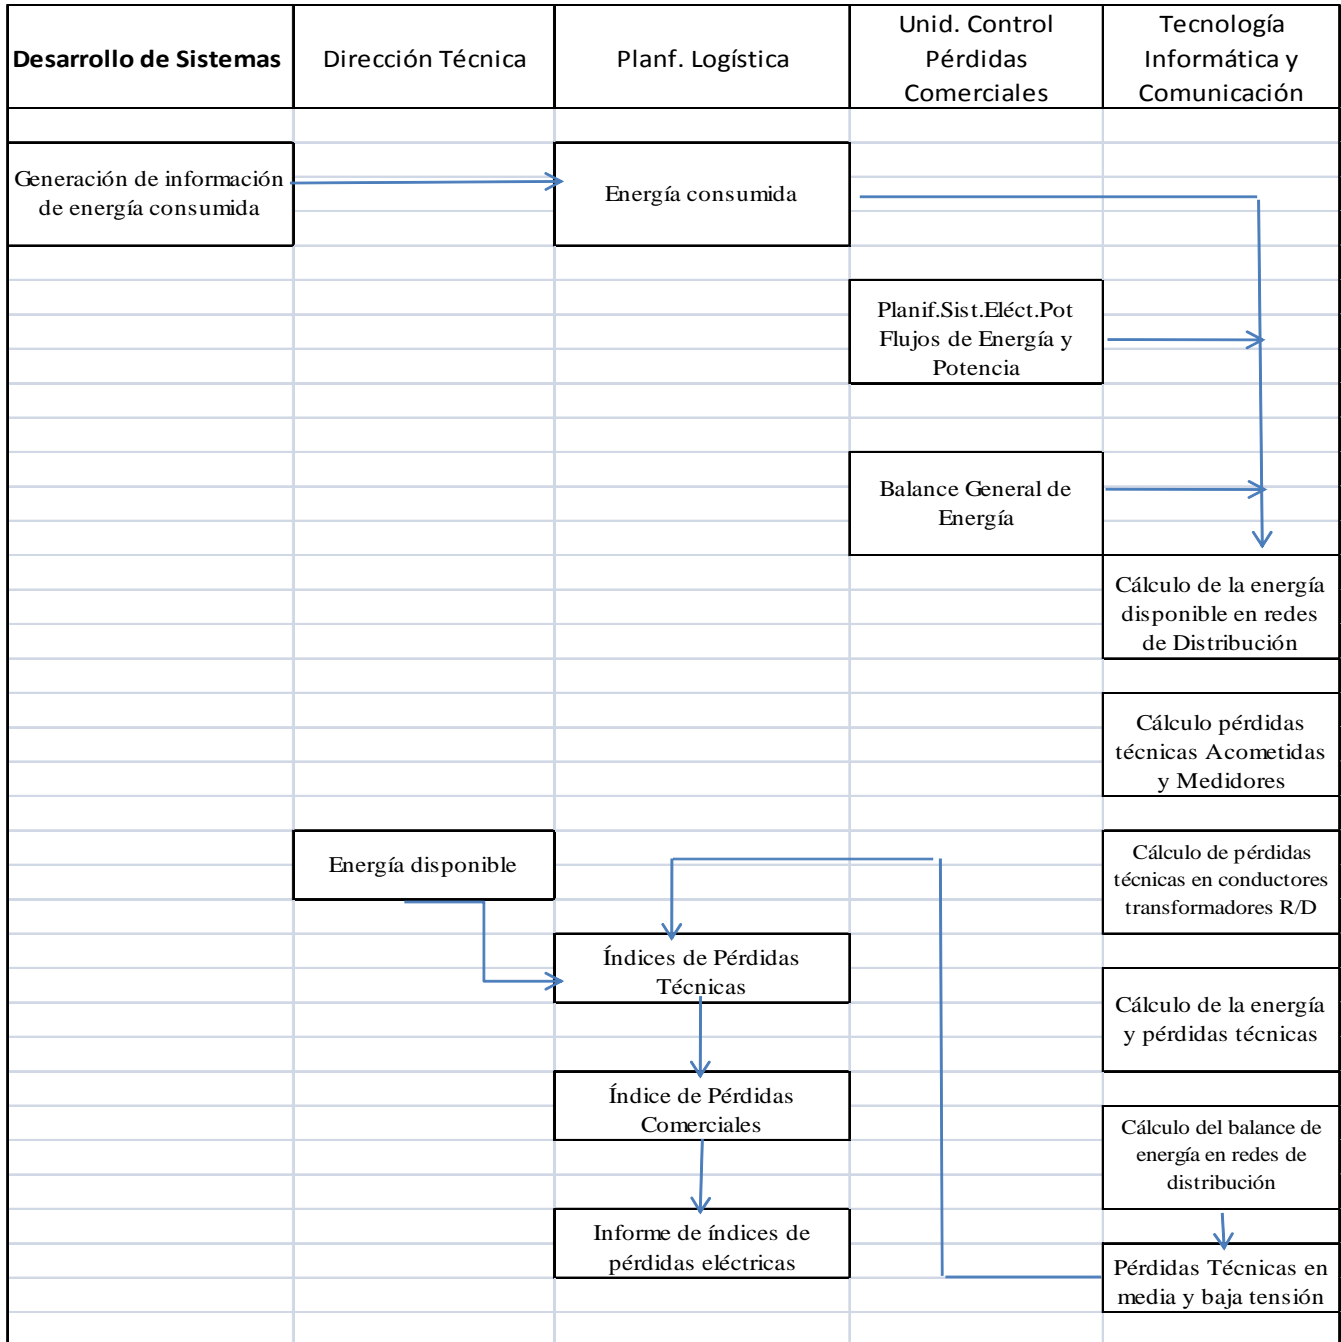 Desarrollo de Sistemas
Dirección Técnica
Planf. Logística
Unid. Control
Pérdidas
Comerciales
Tecnología
Informática y
Comunicación
Generación de información
de energía consumida
Energía consumida
Planif.Sist.Eléct.Pot
Flujos de Energía y
Potencia
Balance General de
Energía
Cálculo de la energía
disponible en redes
de Distribución
Cálculo pérdidas
técnicas Acometidas
y Medidores
Energía disponible
Cálculo de pérdidas
técnicas en conductores
transformadores R/D
Índices de Pérdidas
Técnicas
Cálculo de la energía
y pérdidas técnicas
Índice de Pérdidas
Comerciales
Cálculo del balance de
energía en redes de
distribución
Informe de índices de
pérdidas eléctricas
Pérdidas Técnicas en
media y baja tensión